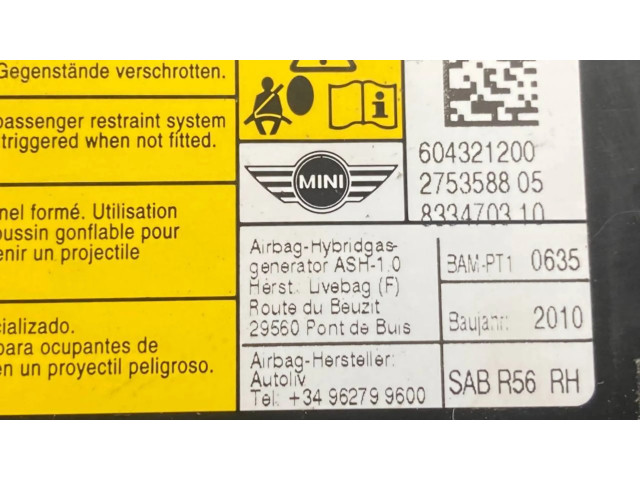 Gegenstände verschrotten.
passenger restraint system
triggered when not fitted.
nel formé. Utilisation
oussin gonflable pour
enir un projectile
cializado.
para ocupantes de
en un proyectil peligroso.
MINI
604321200
2753588 05
8334703 10
Airbag-Hybridgas-
generator ASH-1.0
Herst.: Livebag (F)
Route du Beuzit
29560 Pont de Buis
BAM-PT1 0635
Baujahr: 2010
Airbag-Hersteller:
Autoliv
Tel: +34 96279 9600
SAB R56 RH